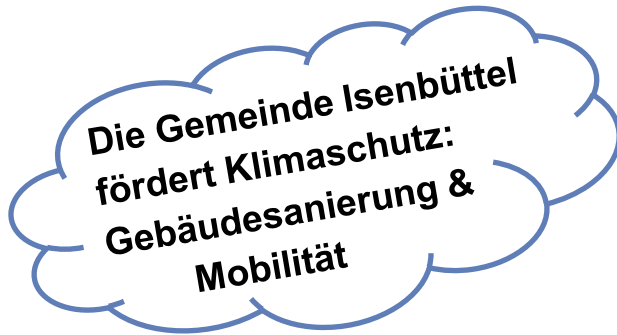 Die Gemeinde Isenbüttel
fördert Klimaschutz:
Gebäudesanierung &
Mobilität